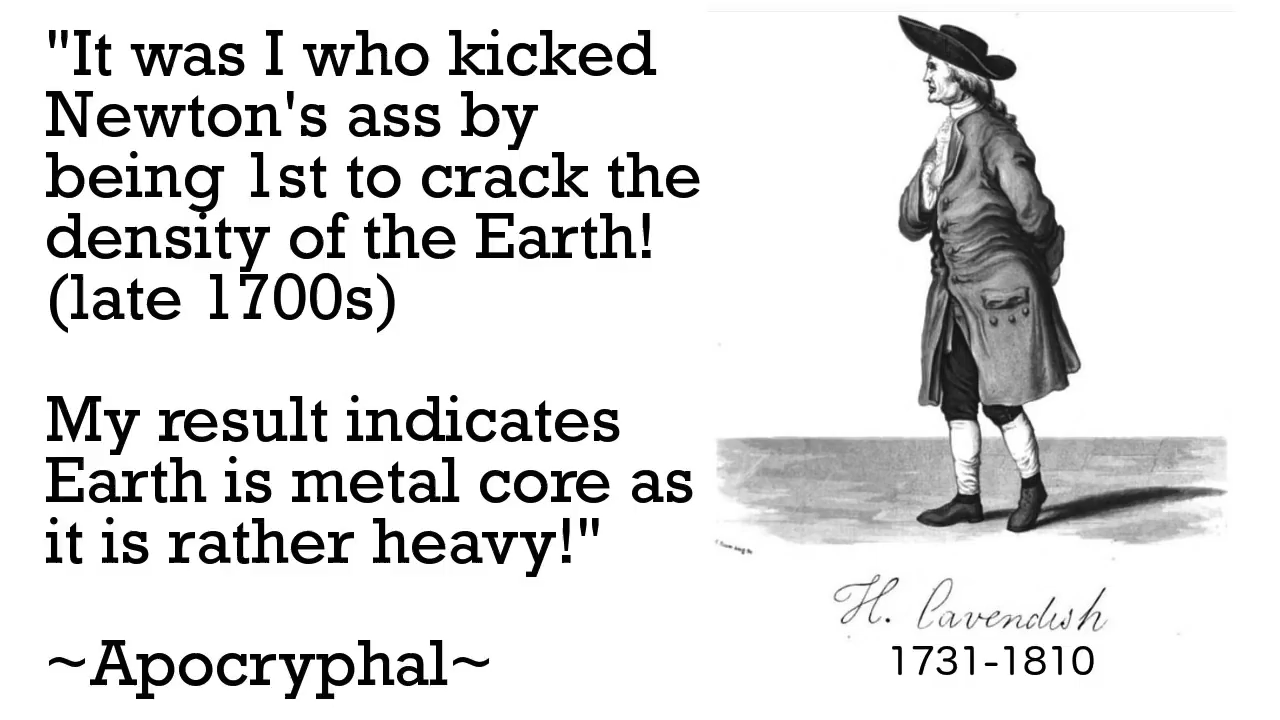 "It was I who kicked
Newton's ass by
being 1st to crack the
density of the Earth!
(late 1700s)
My result indicates
Earth is metal core as
it is rather heavy!"
~Apocryphal~
H. Cavendish
1731-1810